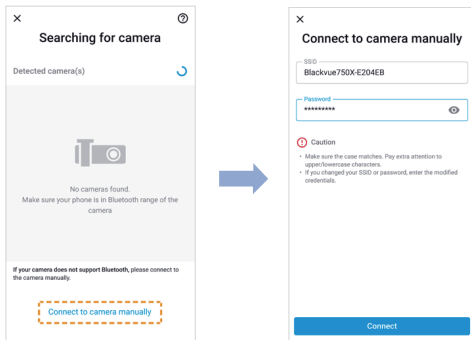 Searching for camera
Detected camera(s)
No cameras found.
Make sure your phone is in Bluetooth range of the
camera
If your camera does not support Bluetooth, please connect to
the camera manually.
Connect to camera manually
Connect to camera manually
SSID
Blackvue750X-E204EB
Password
*********
Caution
• Make sure the case matches. Pay extra attention to
upper/lowercase characters.
• If you changed your SSID or password, enter the modified
credentials.
Connect